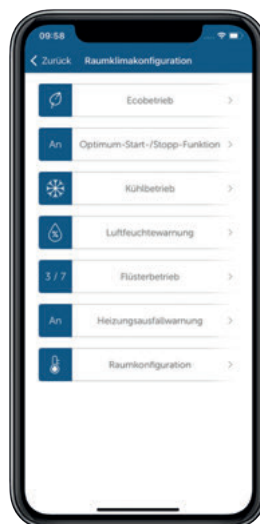 09:58
Zurück Raumklimakonfiguration
Ecobetrieb
An Optimum-Start-/Stopp-Funktion
Kühlbetrieb
% Luftfeuchtewarnung
3 / 7 Flüsterbetrieb
An Heizungsausfallwarnung
Raumkonfiguration